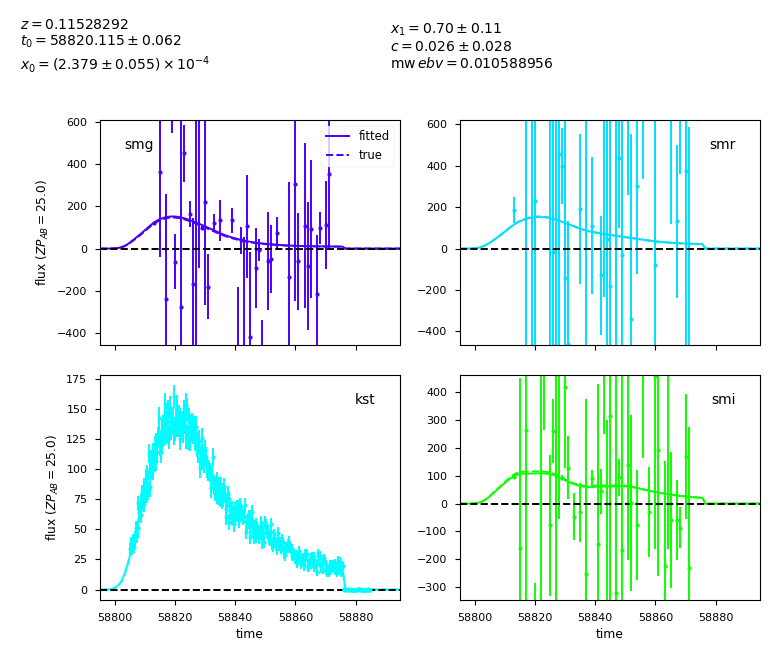 z = 0.11528292
t₀ = 58820.115 ± 0.062
x₀ = (2.379 ± 0.055) × 10⁻⁴
x₁ = 0.70 ± 0.11
c = 0.026 ± 0.028
mw ebv = 0.010588956
600
400
200
0
−200
−400
flux (ZP_AB = 25.0)
smg
fitted
true
600
400
200
0
−200
−400
smr
175
150
125
100
75
50
25
0
flux (ZP_AB = 25.0)
kst
58800 58820 58840 58860 58880
time
400
300
200
100
0
−100
−200
−300
smi
58800 58820 58840 58860 58880
time